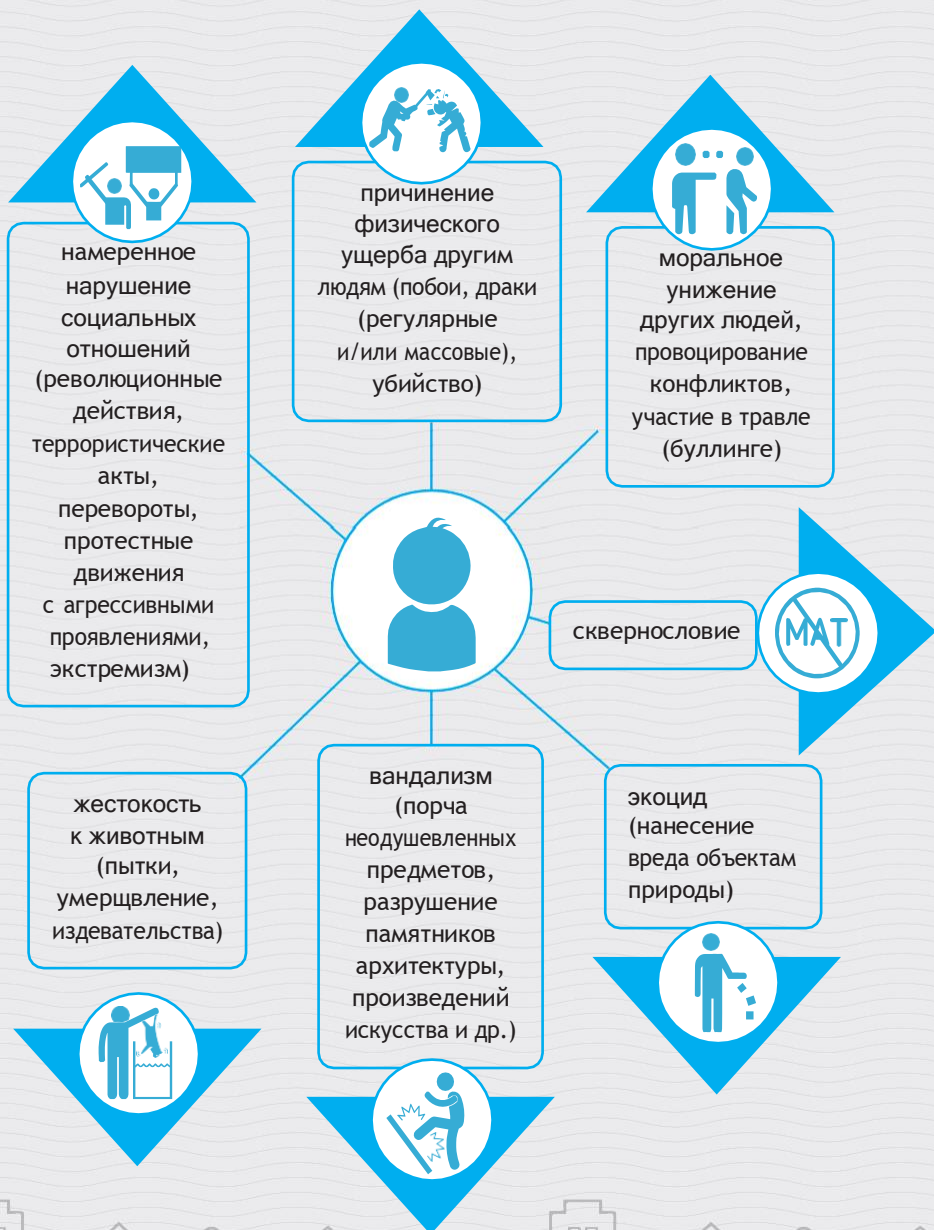 намеренное
нарушение
социальных
отношений
(революционные
действия,
террористические
акты,
перевороты,
протестные
движения
с агрессивными
проявлениями,
экстремизм)
причинение
физического
ущерба другим
людям (побои, драки
(регулярные
и/или массовые),
убийство)
моральное
унижение
других людей,
провоцирование
конфликтов,
участие в травле
(буллинге)
сквернословие
МАТ
жестокость
к животным
(пытки,
умерщвление,
издевательства)
вандализм
(порча
неодушевленных
предметов,
разрушение
памятников
архитектуры,
произведений
искусства и др.)
экоцид
(нанесение
вреда объектам
природы)